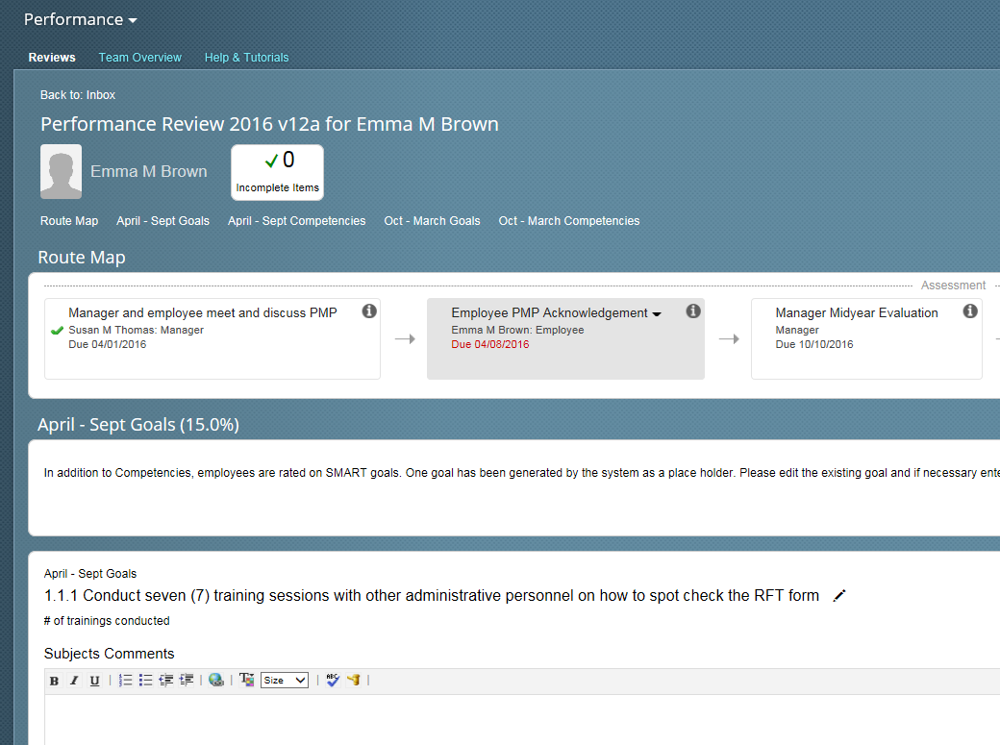 Performance
Reviews Team Overview Help & Tutorials
Back to: Inbox
Performance Review 2016 v12a for Emma M Brown
Emma M Brown
0
Incomplete Items
Route Map April - Sept Goals April - Sept Competencies Oct - March Goals Oct - March Competencies
Route Map
Assessment
Manager and employee meet and discuss PMP
Susan M Thomas: Manager
Due 04/01/2016
Employee PMP Acknowledgement
Emma M Brown: Employee
Due 04/08/2016
Manager Midyear Evaluation
Manager
Due 10/10/2016
April - Sept Goals (15.0%)
In addition to Competencies, employees are rated on SMART goals. One goal has been generated by the system as a place holder. Please edit the existing goal and if necessary ente
April - Sept Goals
1.1.1 Conduct seven (7) training sessions with other administrative personnel on how to spot check the RFT form
# of trainings conducted
Subjects Comments
B I U T Size ABC